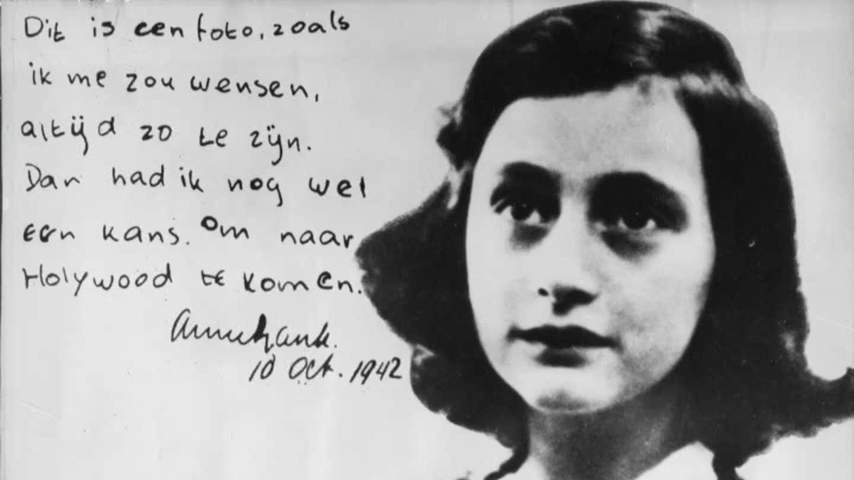 Dit is een foto, zoals
ik me zou wensen,
altijd zo te zijn.
Dan had ik nog wel
een kans. Om naar
Holywood te komen.
Annefrank.
10 Oct. 1942